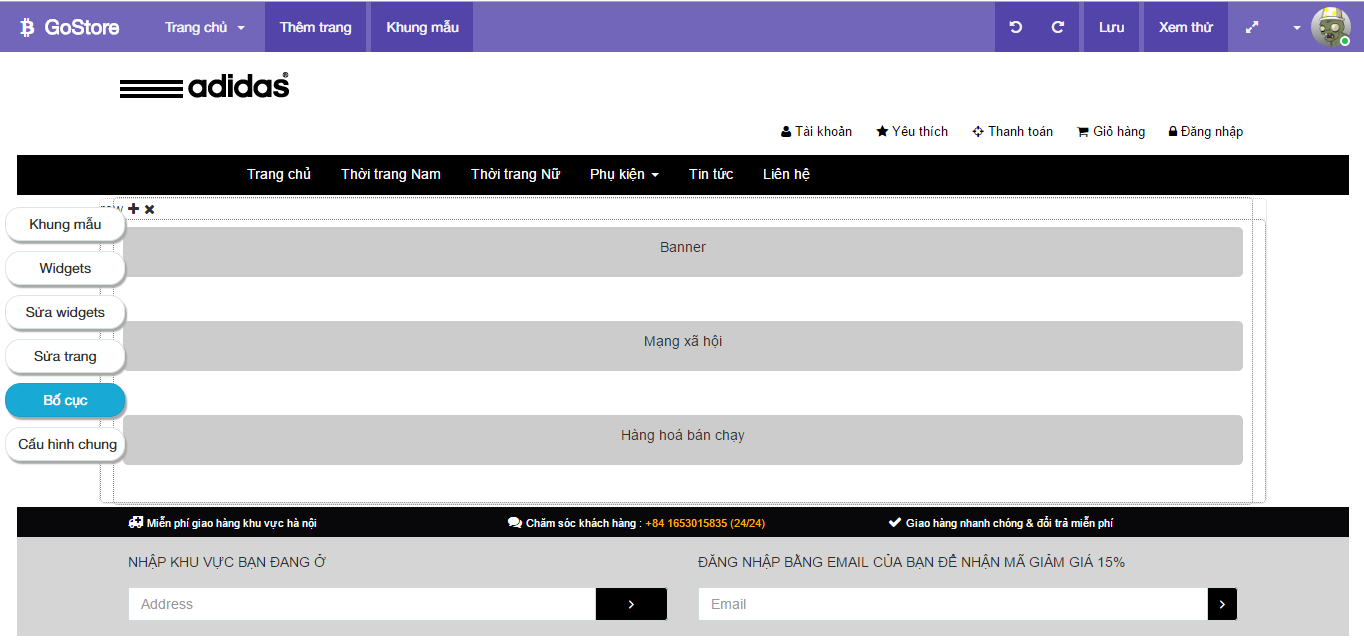 GoStore Trang chủ Thêm trang Khung mẫu Lưu Xem thử
adidas®
Tài khoản Yêu thích Thanh toán Giỏ hàng Đăng nhập
Trang chủ Thời trang Nam Thời trang Nữ Phụ kiện Tin tức Liên hệ
Khung mẫu
Widgets
Sửa widgets
Sửa trang
Bố cục
Cấu hình chung
Banner
Mạng xã hội
Hàng hoá bán chạy
Miễn phí giao hàng khu vực hà nội Chăm sóc khách hàng : +84 1653015835 (24/24) Giao hàng nhanh chóng & đổi trả miễn phí
NHẬP KHU VỰC BẠN ĐANG Ở ĐĂNG NHẬP BẰNG EMAIL CỦA BẠN ĐỂ NHẬN MÃ GIẢM GIÁ 15%
Address Email